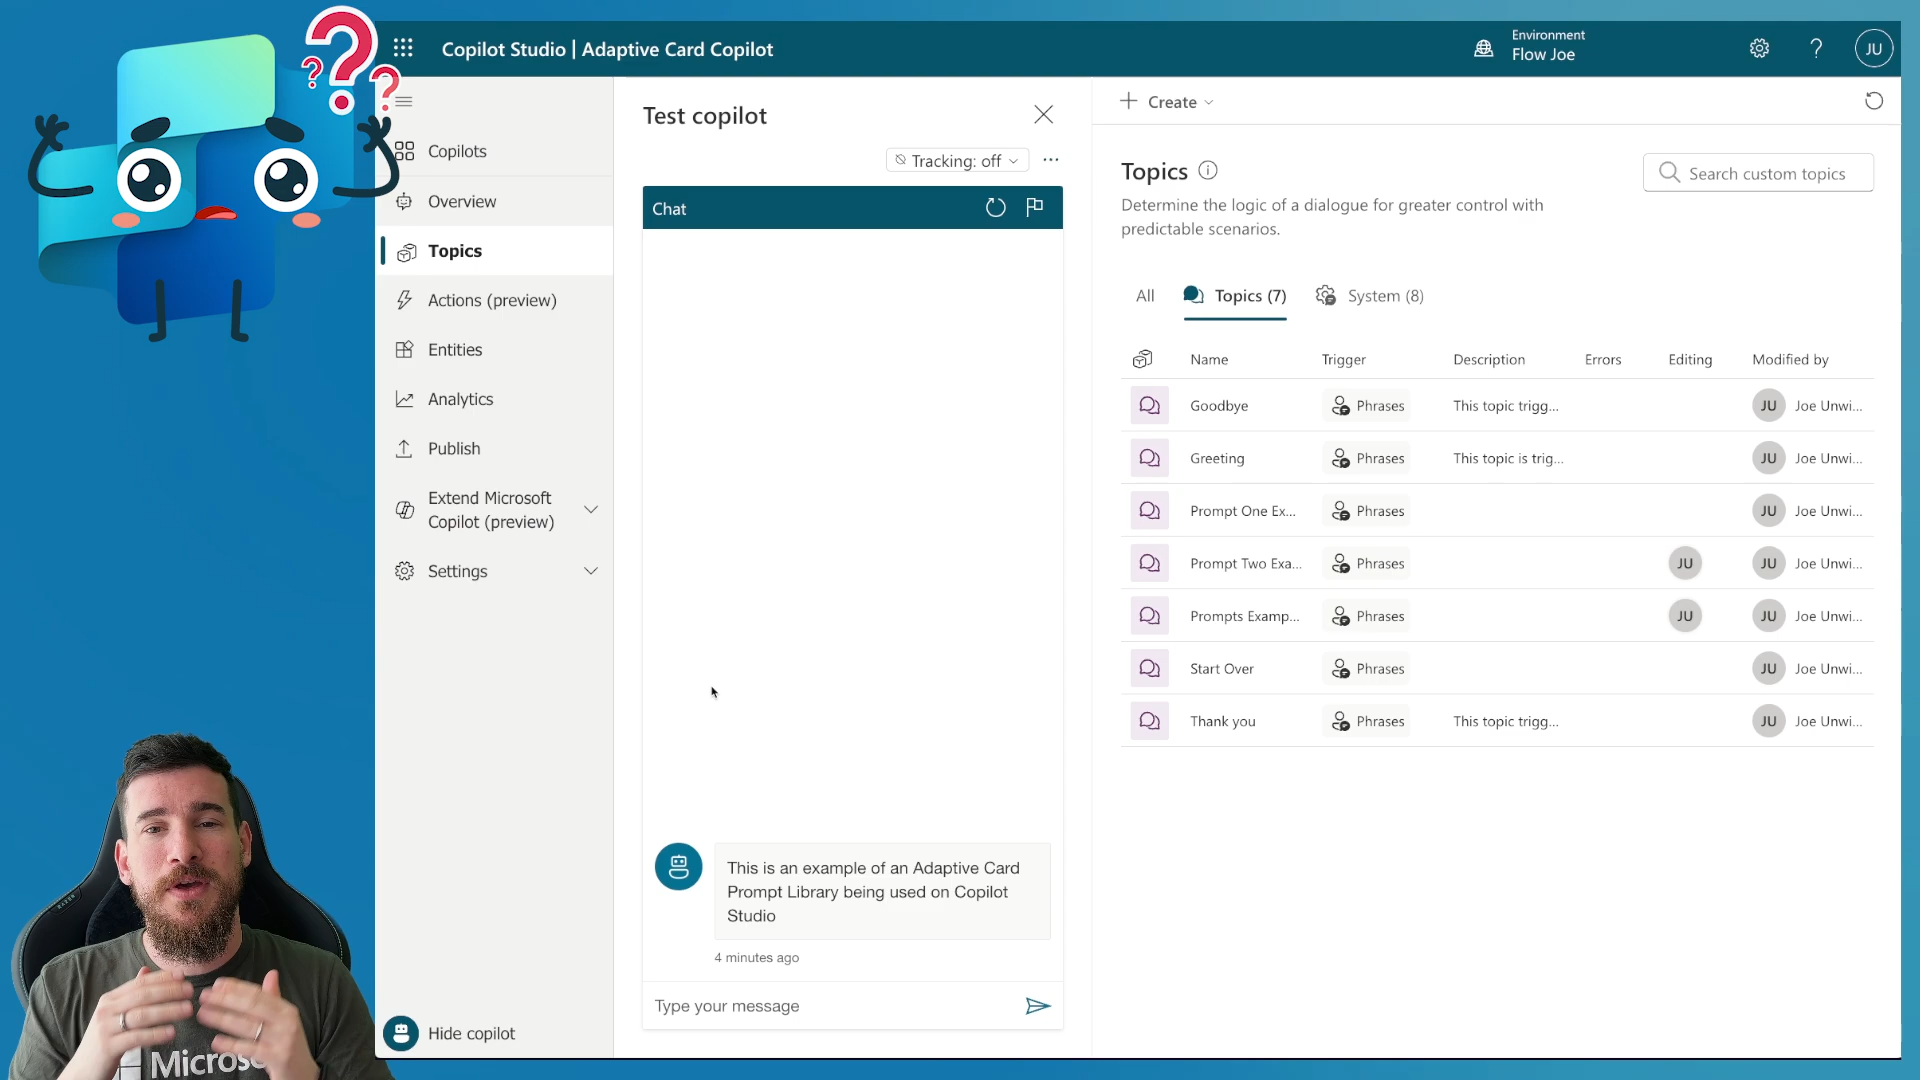 Copilot Studio | Adaptive Card Copilot
Environment
Flow Joe
JU
Copilots
Overview
Topics
Actions (preview)
Entities
Analytics
Publish
Extend Microsoft
Copilot (preview)
Settings
Hide copilot
Test copilot
Tracking: off
Chat
This is an example of an Adaptive Card
Prompt Library being used on Copilot
Studio
4 minutes ago
Type your message
Create
Topics
Search custom topics
Determine the logic of a dialogue for greater control with
predictable scenarios.
All
Topics (7)
System (8)
Name Trigger Description Errors Editing Modified by
Goodbye Phrases This topic trigg... JU Joe Unwi...
Greeting Phrases This topic is trig... JU Joe Unwi...
Prompt One Ex... Phrases JU Joe Unwi...
Prompt Two Exa... Phrases JU JU Joe Unwi...
Prompts Examp... Phrases JU JU Joe Unwi...
Start Over Phrases JU Joe Unwi...
Thank you Phrases This topic trigg... JU Joe Unwi...